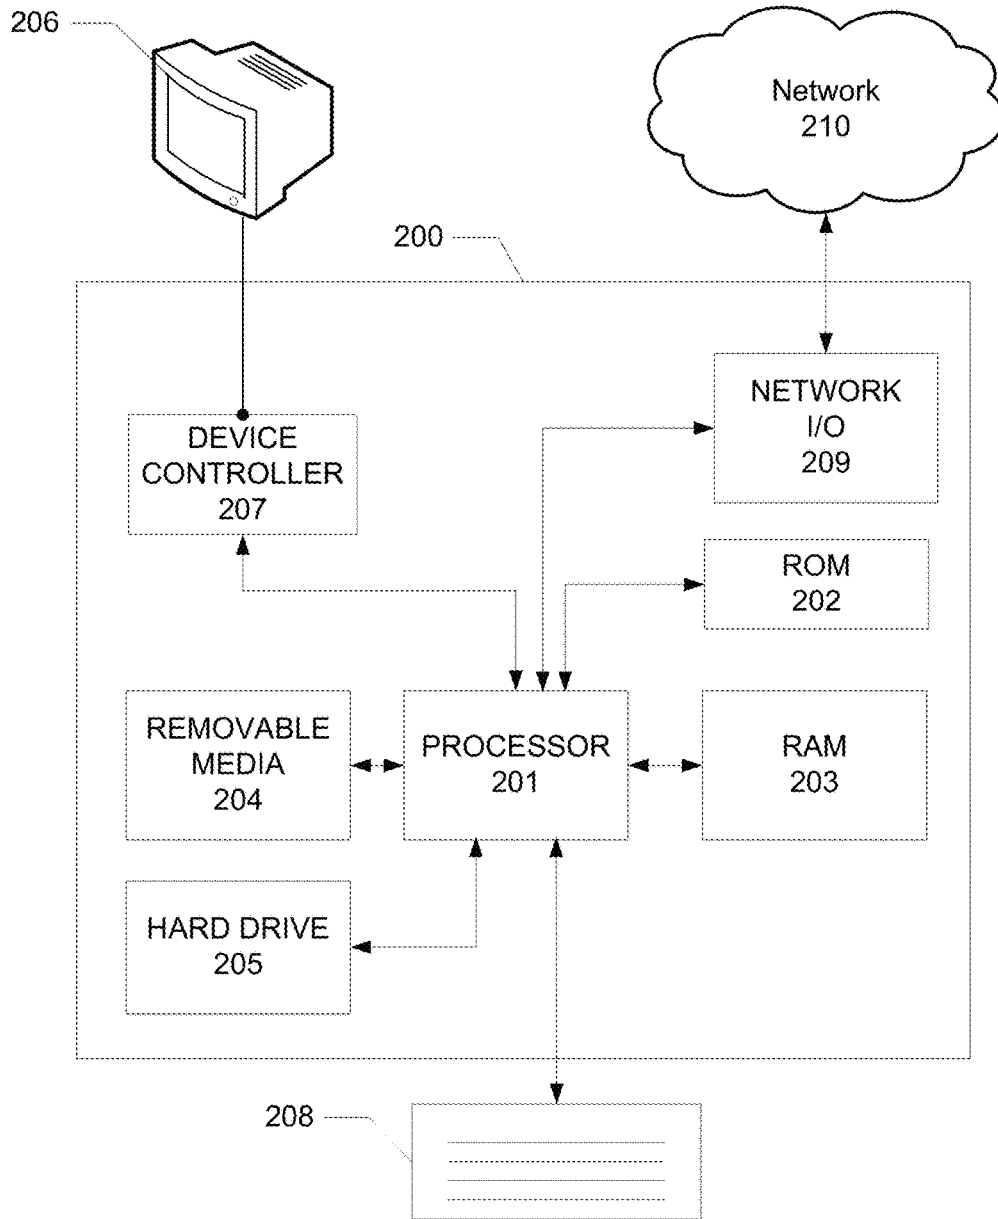 206
Network
210
200
NETWORK
I/O
209
DEVICE
CONTROLLER
207
ROM
202
REMOVABLE
MEDIA
204
PROCESSOR
201
RAM
203
HARD DRIVE
205
208